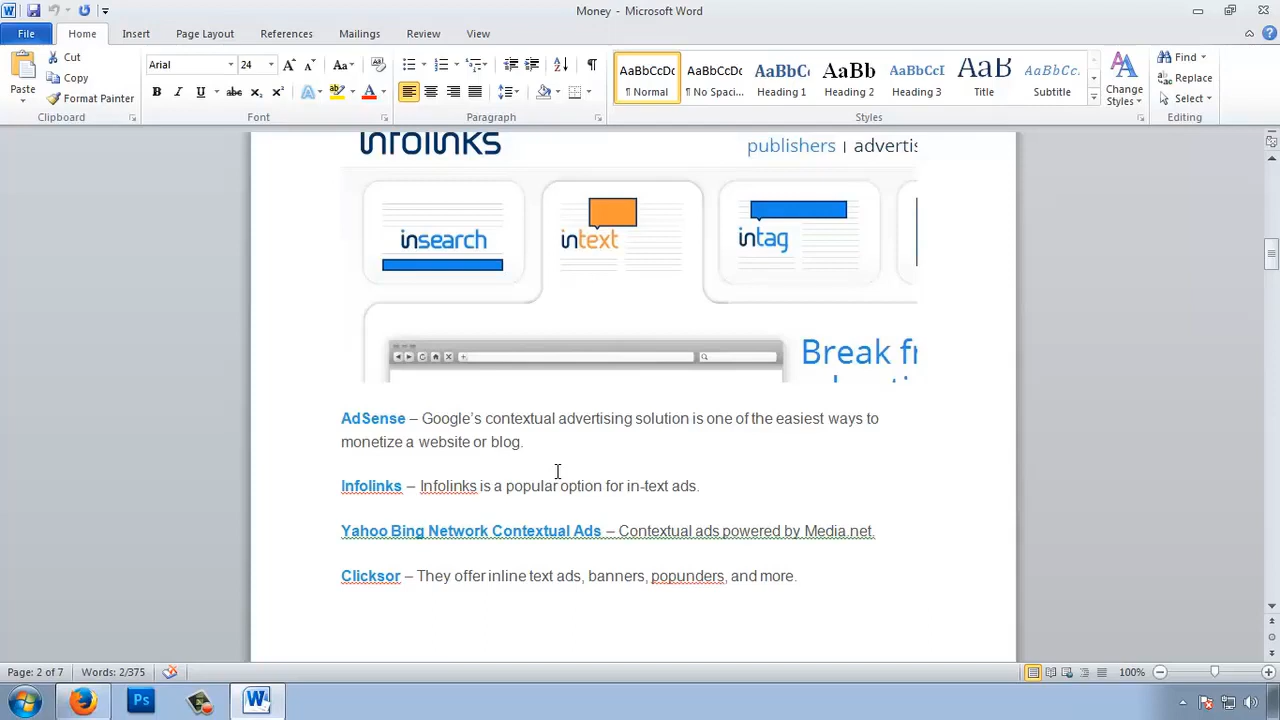 Money - Microsoft Word
File Home Insert Page Layout References Mailings Review View
Cut
Copy
Format Painter
Paste
Arial 24
AaBbCcDc AaBbCcDc AaBbC AaBb AaBbCcI AaB AaBbCc.
¶ Normal ¶ No Spaci... Heading 1 Heading 2 Heading 3 Title Subtitle
Change
Styles
Find
Replace
Select
Clipboard Font Paragraph Styles Editing
infolinks
publishers | advertis
insearch
intext
intag
Break fr
AdSense – Google's contextual advertising solution is one of the easiest ways to
monetize a website or blog.
Infolinks – Infolinks is a popular option for in-text ads.
Yahoo Bing Network Contextual Ads – Contextual ads powered by Media.net.
Clicksor – They offer inline text ads, banners, popunders, and more.
Page: 2 of 7 Words: 2/375 100%
Ps